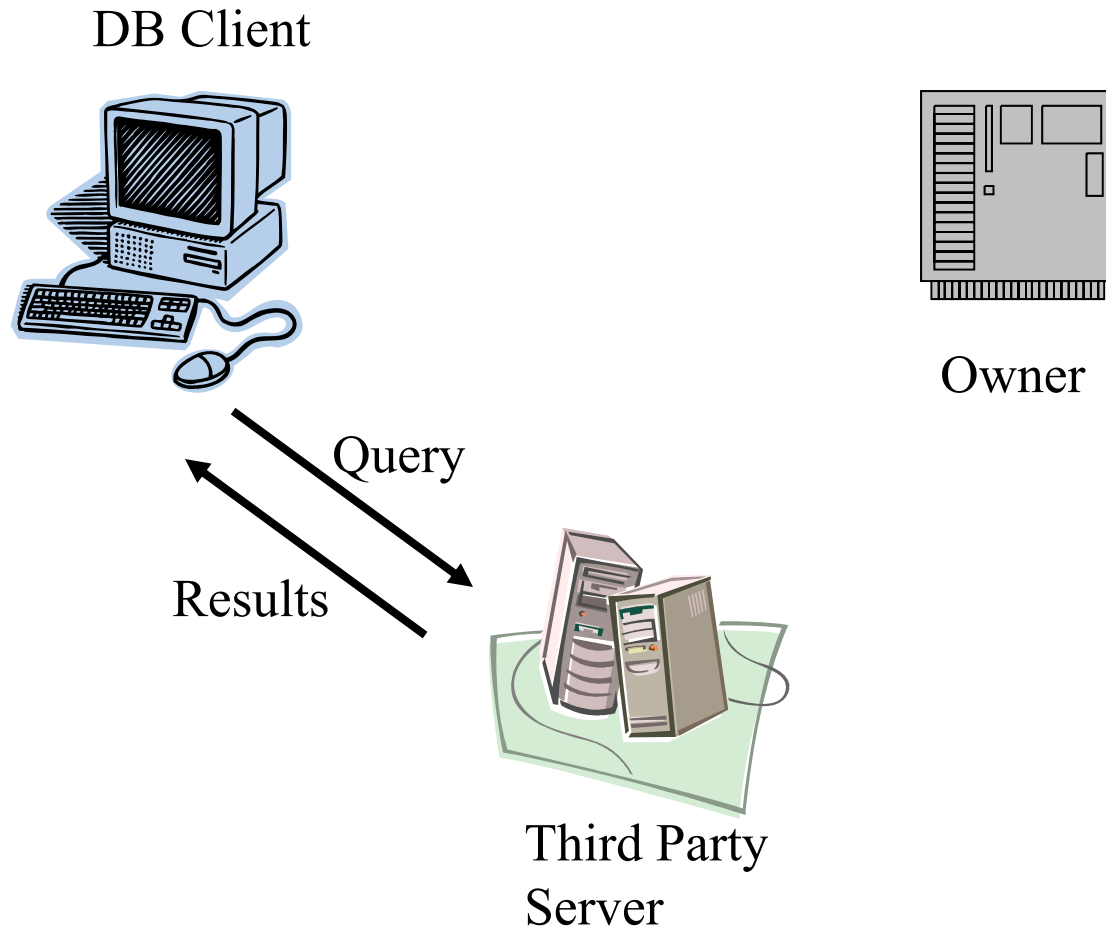 DB Client
Owner
Query
Results
Third Party
Server